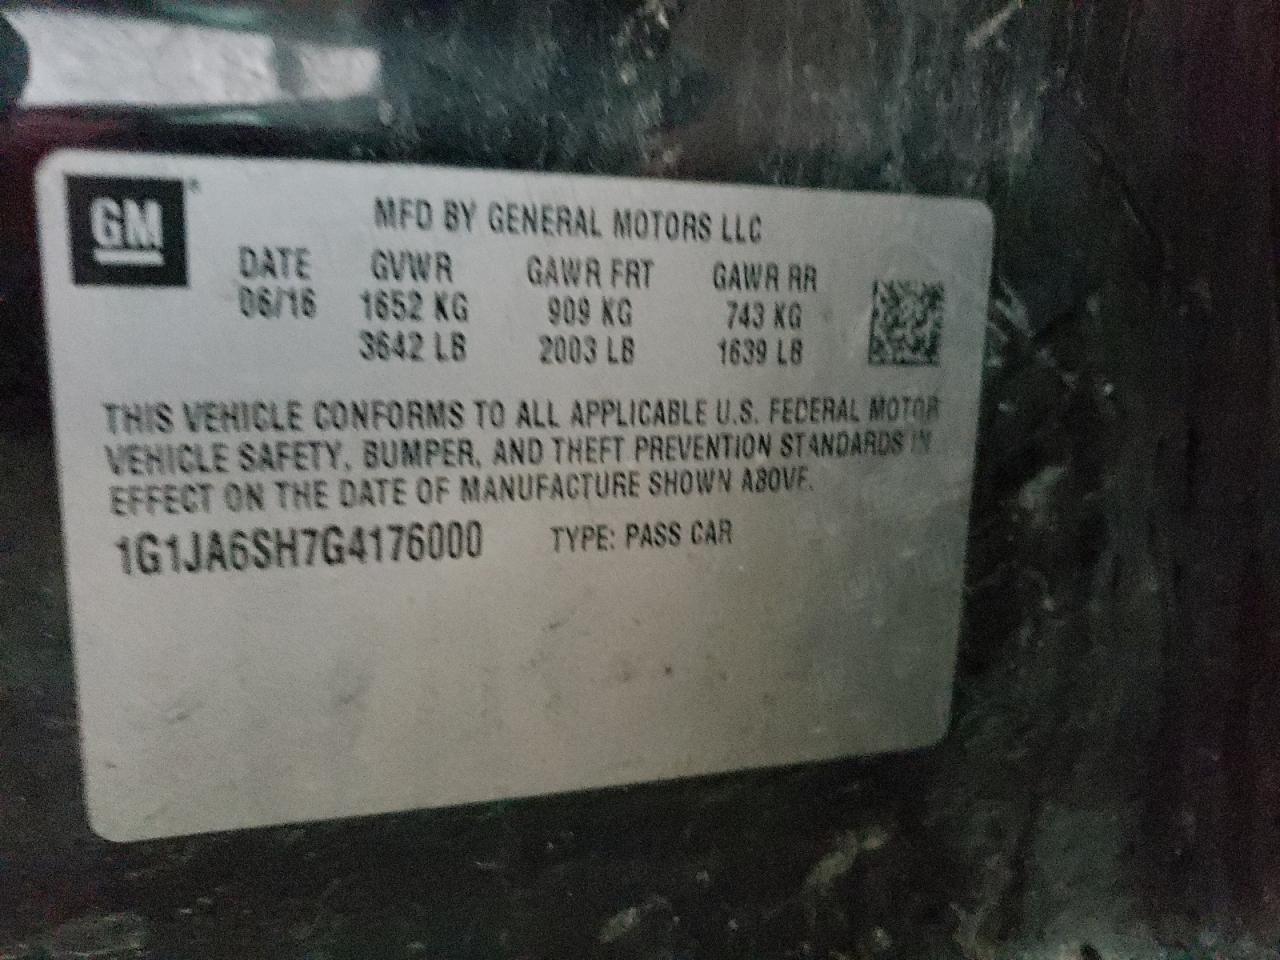 GM
MFD BY GENERAL MOTORS LLC
DATE GVWR GAWR FRT GAWR RR
06/16 1652 KG 909 KG 743 KG
3642 LB 2003 LB 1639 LB
THIS VEHICLE CONFORMS TO ALL APPLICABLE U.S. FEDERAL MOTOR
VEHICLE SAFETY, BUMPER, AND THEFT PREVENTION STANDARDS IN
EFFECT ON THE DATE OF MANUFACTURE SHOWN ABOVE.
1G1JA6SH7G4176000 TYPE: PASS CAR